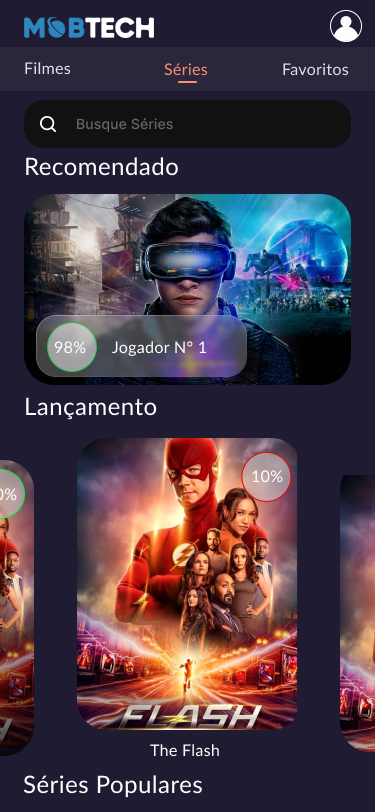 MOBTECH
Filmes Séries Favoritos
Busque Séries
Recomendado
98% Jogador N° 1
Lançamento
0%
10%
FLASH
The Flash
Séries Populares